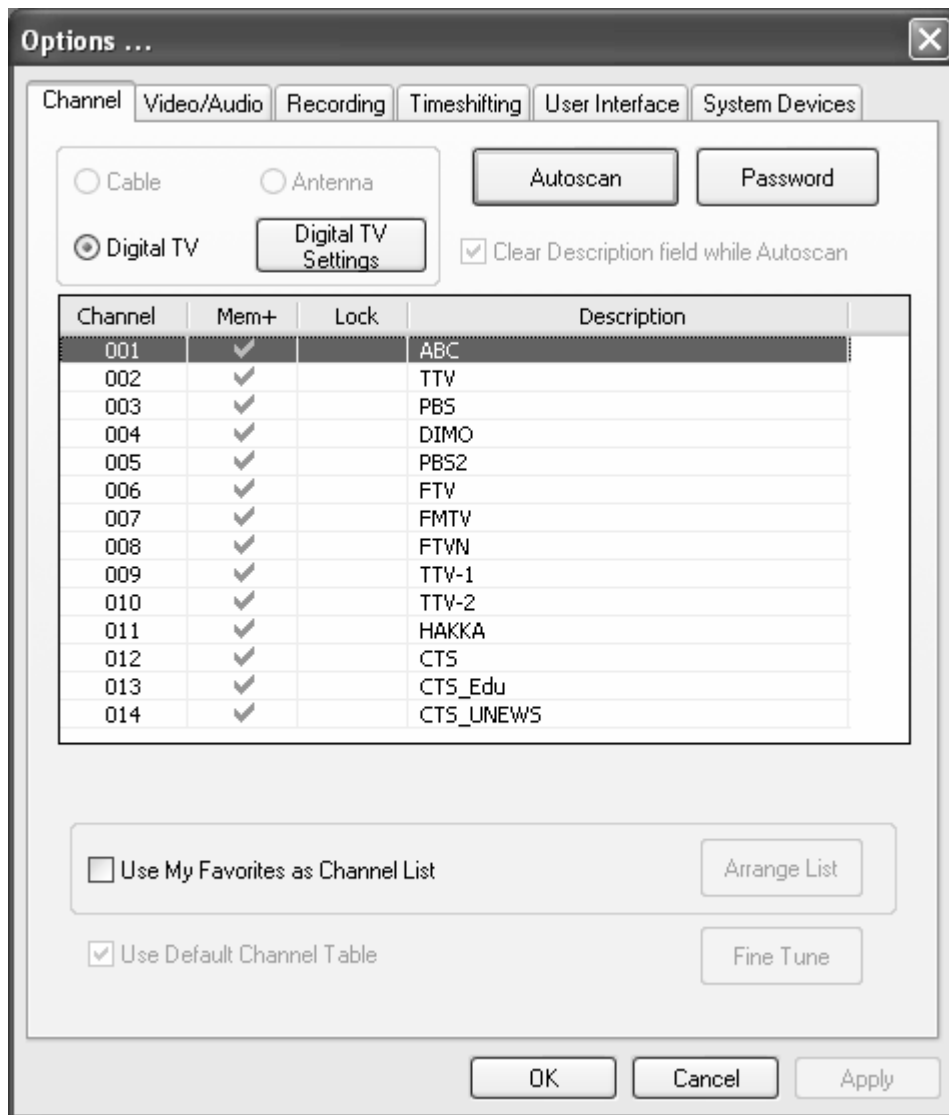 Options ...
Channel Video/Audio Recording Timeshifting User Interface System Devices
Cable Antenna Autoscan Password
Digital TV Digital TV Settings Clear Description field while Autoscan
Channel Mem+ Lock Description
001 ABC
002 TTV
003 PBS
004 DIMO
005 PBS2
006 FTV
007 FMTV
008 FTVN
009 TTV-1
010 TTV-2
011 HAKKA
012 CTS
013 CTS_Edu
014 CTS_UNEWS
Use My Favorites as Channel List Arrange List
Use Default Channel Table Fine Tune
OK Cancel Apply